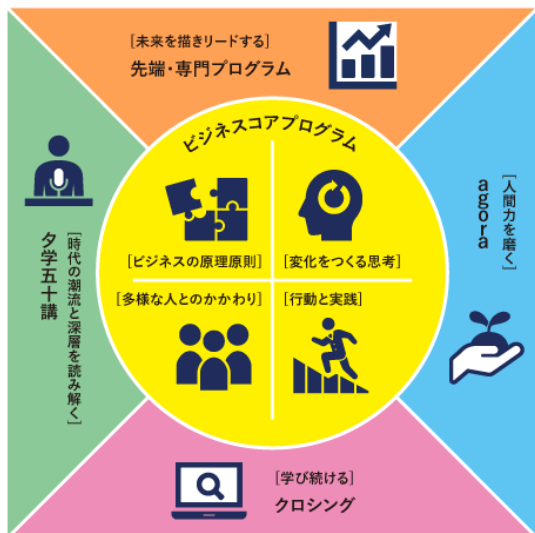 [未来を描きリードする]
先端・専門プログラム
ビジネスコアプログラム
[ビジネスの原理原則]
[変化をつくる思考]
[多様な人とのかかわり]
[行動と実践]
[時代の潮流と深層を読み解く]
夕学五十講
[人間力を磨く]
agora
[学び続ける]
クロシング